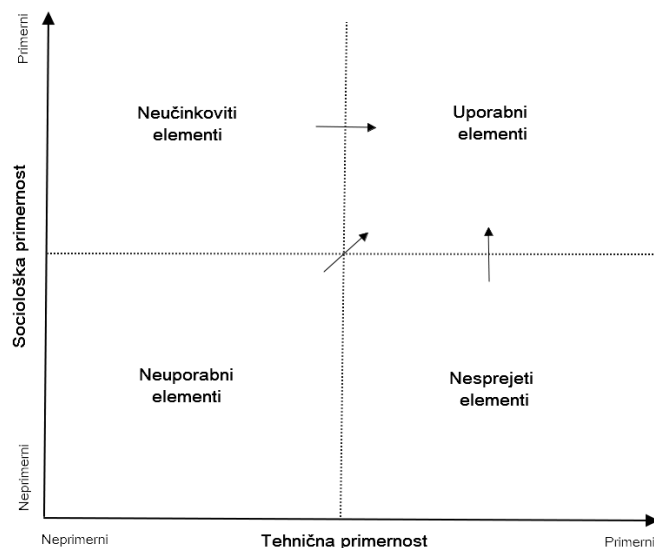 Primerni
Neučinkoviti
elementi
Uporabni
elementi
Sociološka primernost
Neuporabni
elementi
Nesprejeti
elementi
Neprimerni
Neprimerni
Tehnična primernost
Primerni